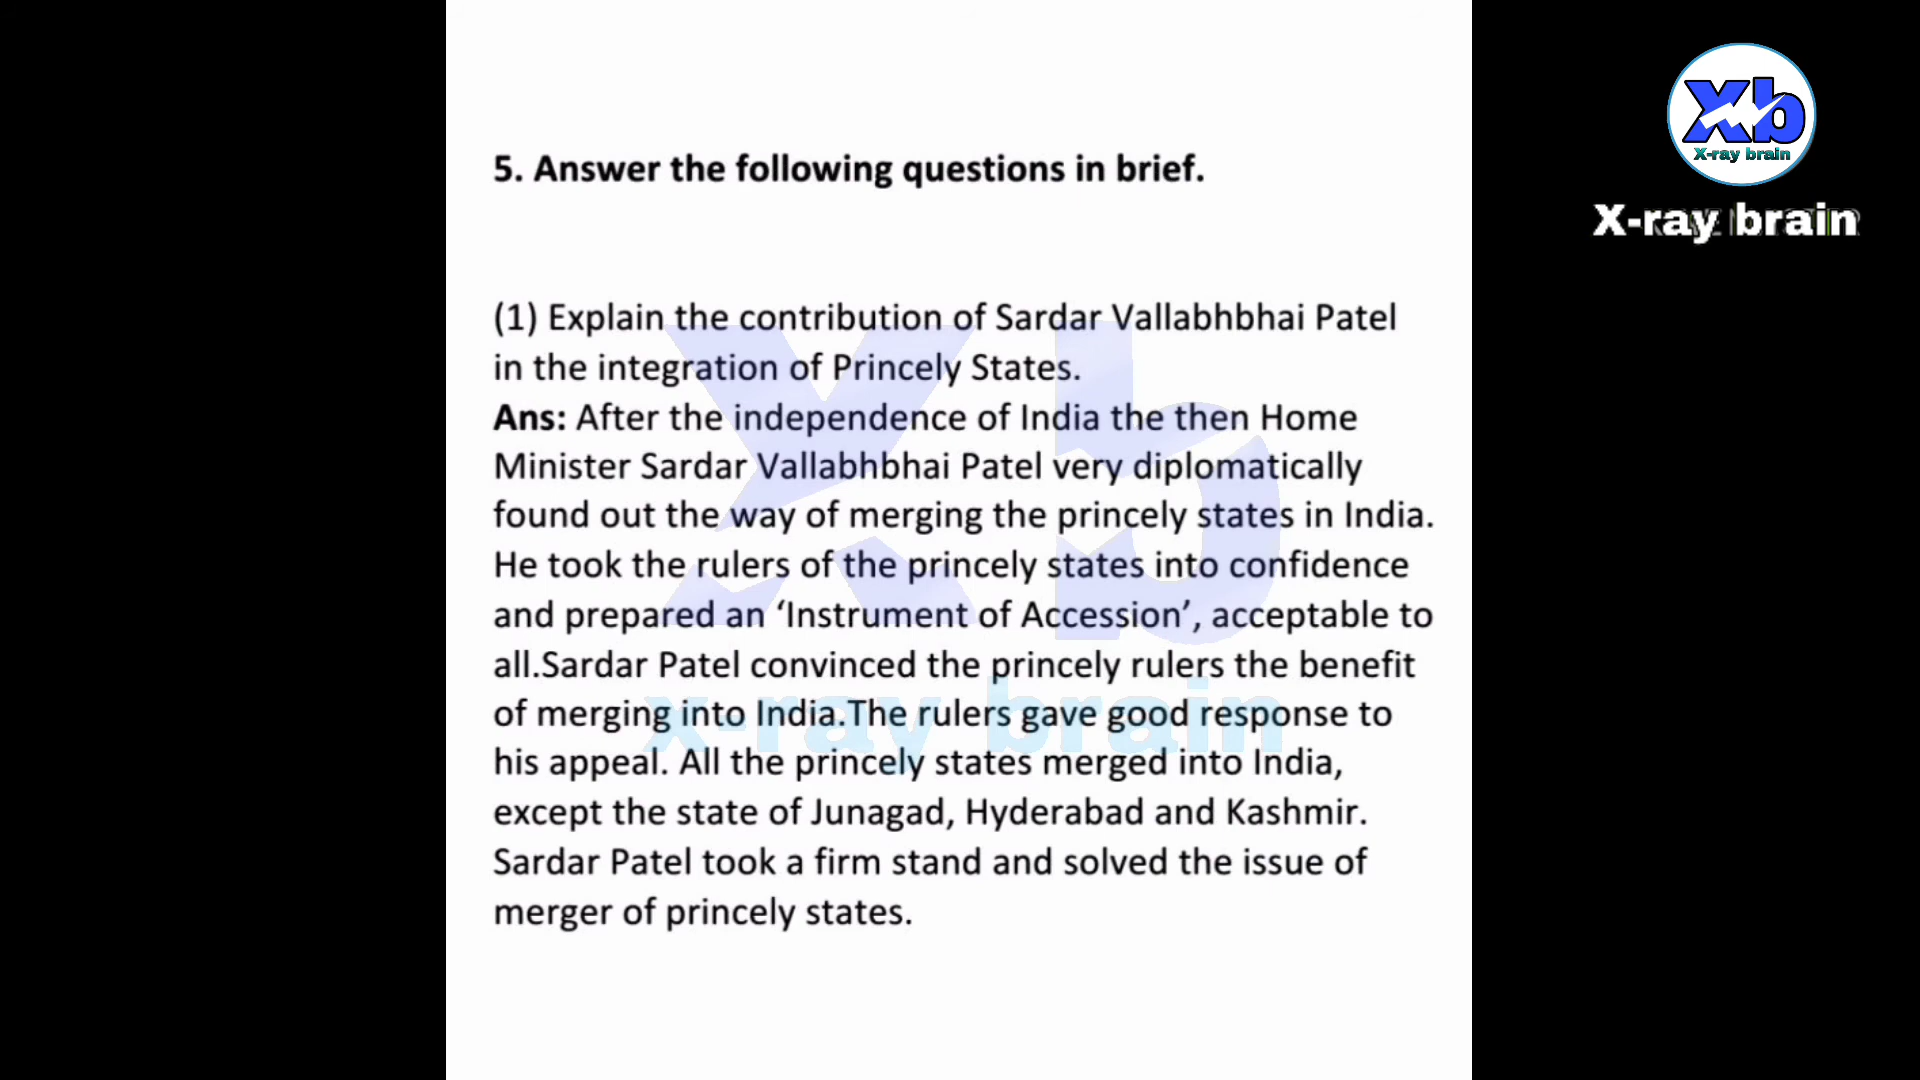 Xb
X-ray brain
X-ray brain
5. Answer the following questions in brief.
(1) Explain the contribution of Sardar Vallabhbhai Patel
in the integration of Princely States.
Ans: After the independence of India the then Home
Minister Sardar Vallabhbhai Patel very diplomatically
found out the way of merging the princely states in India.
He took the rulers of the princely states into confidence
and prepared an ‘Instrument of Accession’, acceptable to
all.Sardar Patel convinced the princely rulers the benefit
of merging into India.The rulers gave good response to
his appeal. All the princely states merged into India,
except the state of Junagad, Hyderabad and Kashmir.
Sardar Patel took a firm stand and solved the issue of
merger of princely states.
Xb
x-ray brain